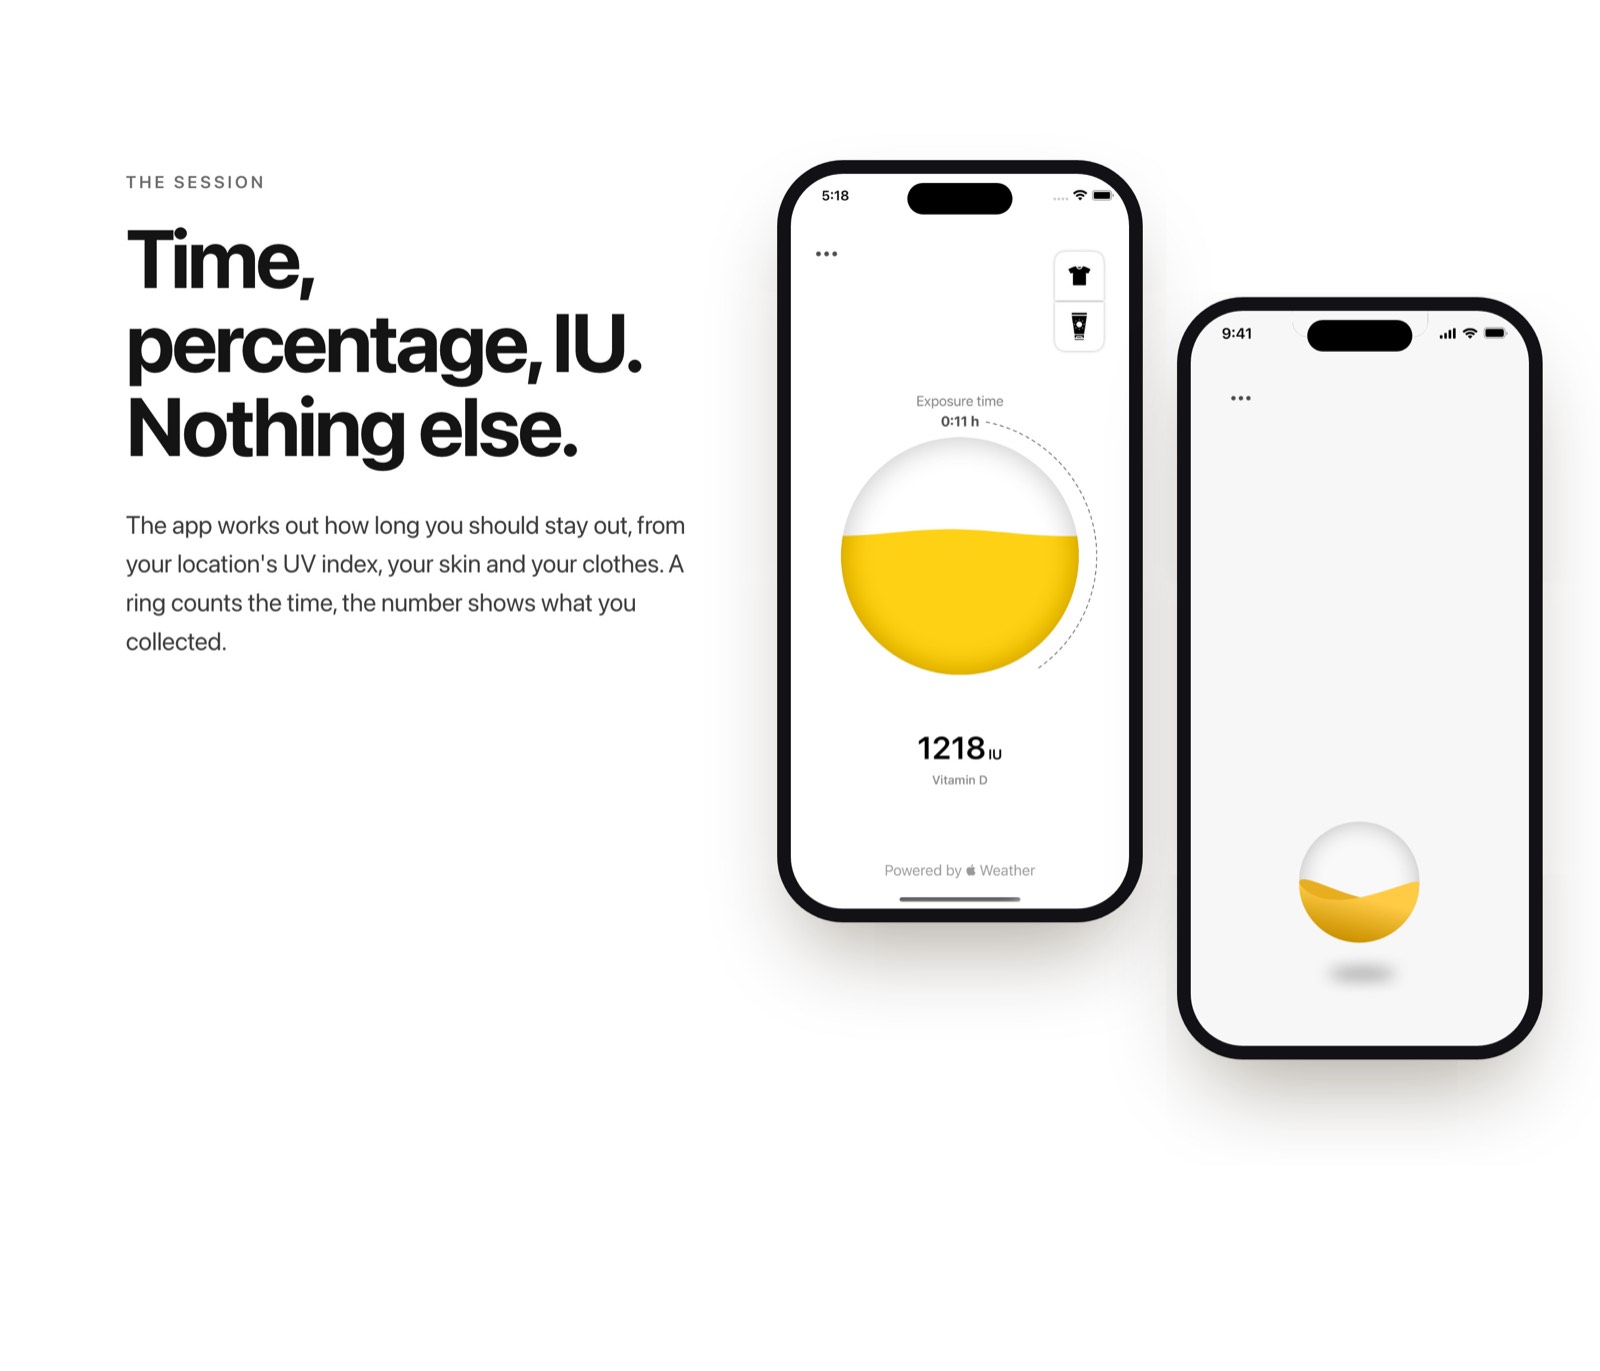 THE SESSION
Time,
percentage, IU.
Nothing else.
The app works out how long you should stay out, from
your location's UV index, your skin and your clothes. A
ring counts the time, the number shows what you
collected.
5:18
Exposure time
0:11 h
1218 IU
Vitamin D
Powered by  Weather
9:41